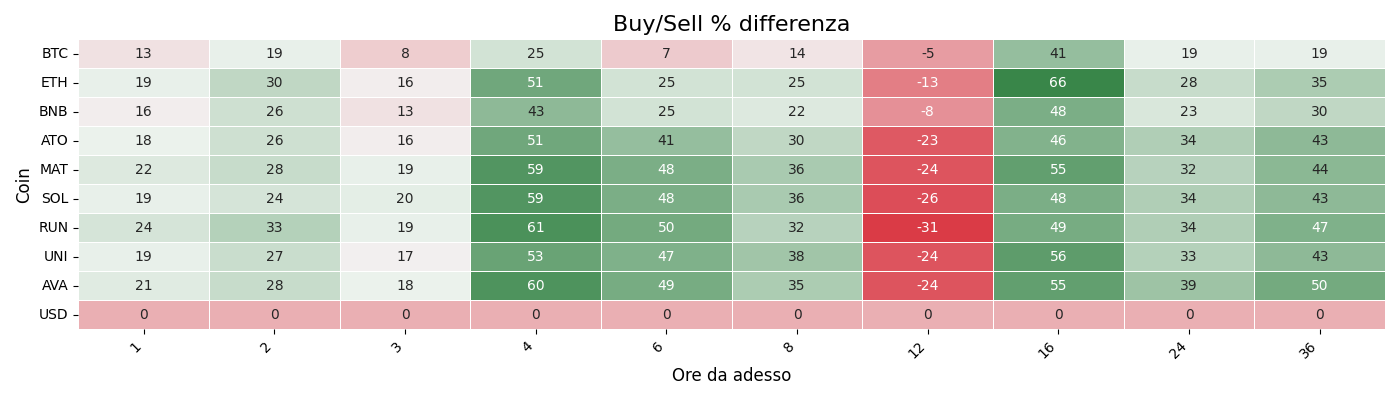 Buy/Sell % differenza
Coin
BTC 13 19 8 25 7 14 -5 41 19 19
ETH 19 30 16 51 25 25 -13 66 28 35
BNB 16 26 13 43 25 22 -8 48 23 30
ATO 18 26 16 51 41 30 -23 46 34 43
MAT 22 28 19 59 48 36 -24 55 32 44
SOL 19 24 20 59 48 36 -26 48 34 43
RUN 24 33 19 61 50 32 -31 49 34 47
UNI 19 27 17 53 47 38 -24 56 33 43
AVA 21 28 18 60 49 35 -24 55 39 50
USD 0 0 0 0 0 0 0 0 0 0
1 2 3 4 6 8 12 16 24 36
Ore da adesso